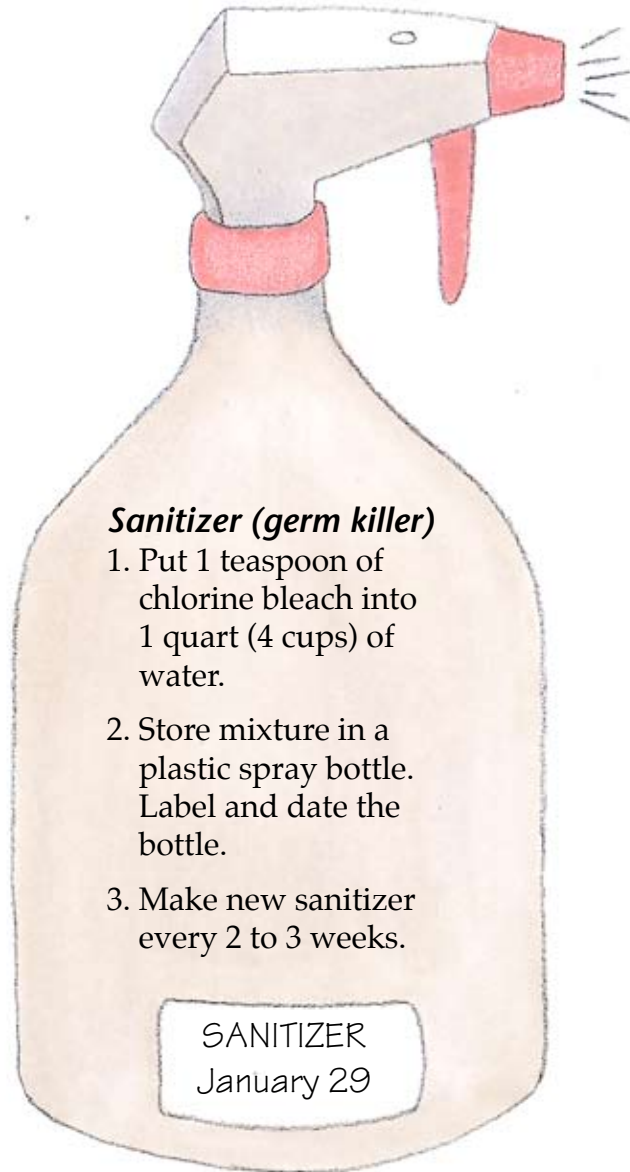 Sanitizer (germ killer)
1. Put 1 teaspoon of
chlorine bleach into
1 quart (4 cups) of
water.
2. Store mixture in a
plastic spray bottle.
Label and date the
bottle.
3. Make new sanitizer
every 2 to 3 weeks.
SANITIZER
January 29